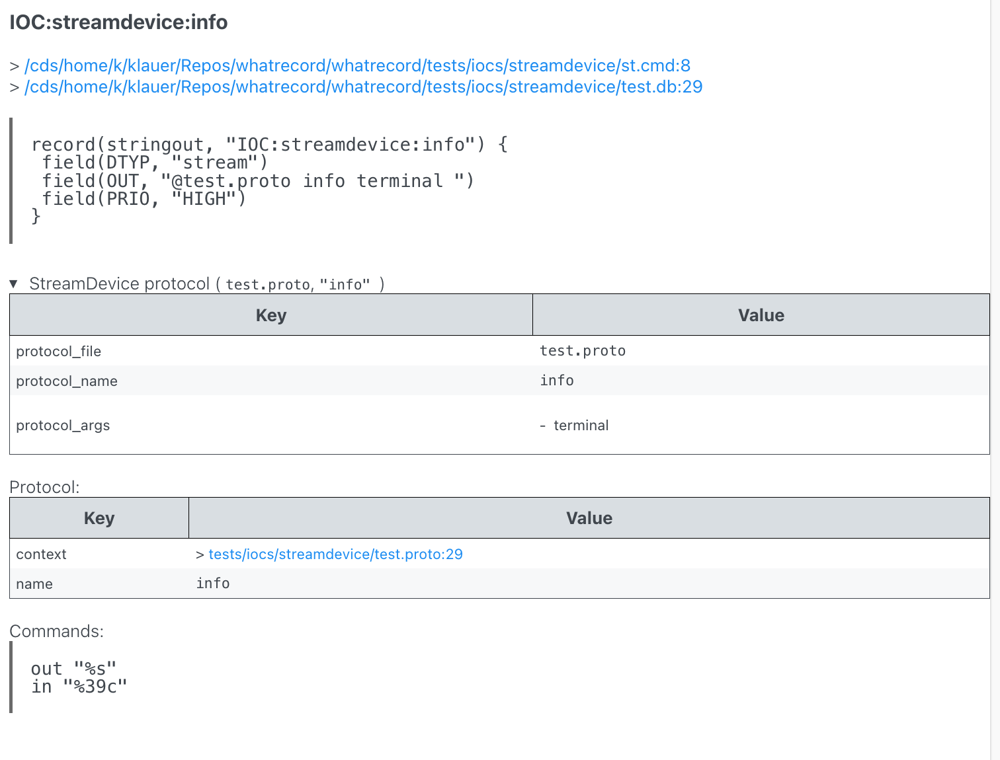 IOC:streamdevice:info
> /cds/home/k/klauer/Repos/whatrecord/whatrecord/tests/iocs/streamdevice/st.cmd:8
> /cds/home/k/klauer/Repos/whatrecord/whatrecord/tests/iocs/streamdevice/test.db:29
record(stringout, "IOC:streamdevice:info") {
 field(DTYP, "stream")
 field(OUT, "@test.proto info terminal ")
 field(PRIO, "HIGH")
}
▼ StreamDevice protocol ( test.proto, "info" )
Key Value
protocol_file test.proto
protocol_name info
protocol_args - terminal
Protocol:
Key Value
context > tests/iocs/streamdevice/test.proto:29
name info
Commands:
out "%s"
in "%39c"